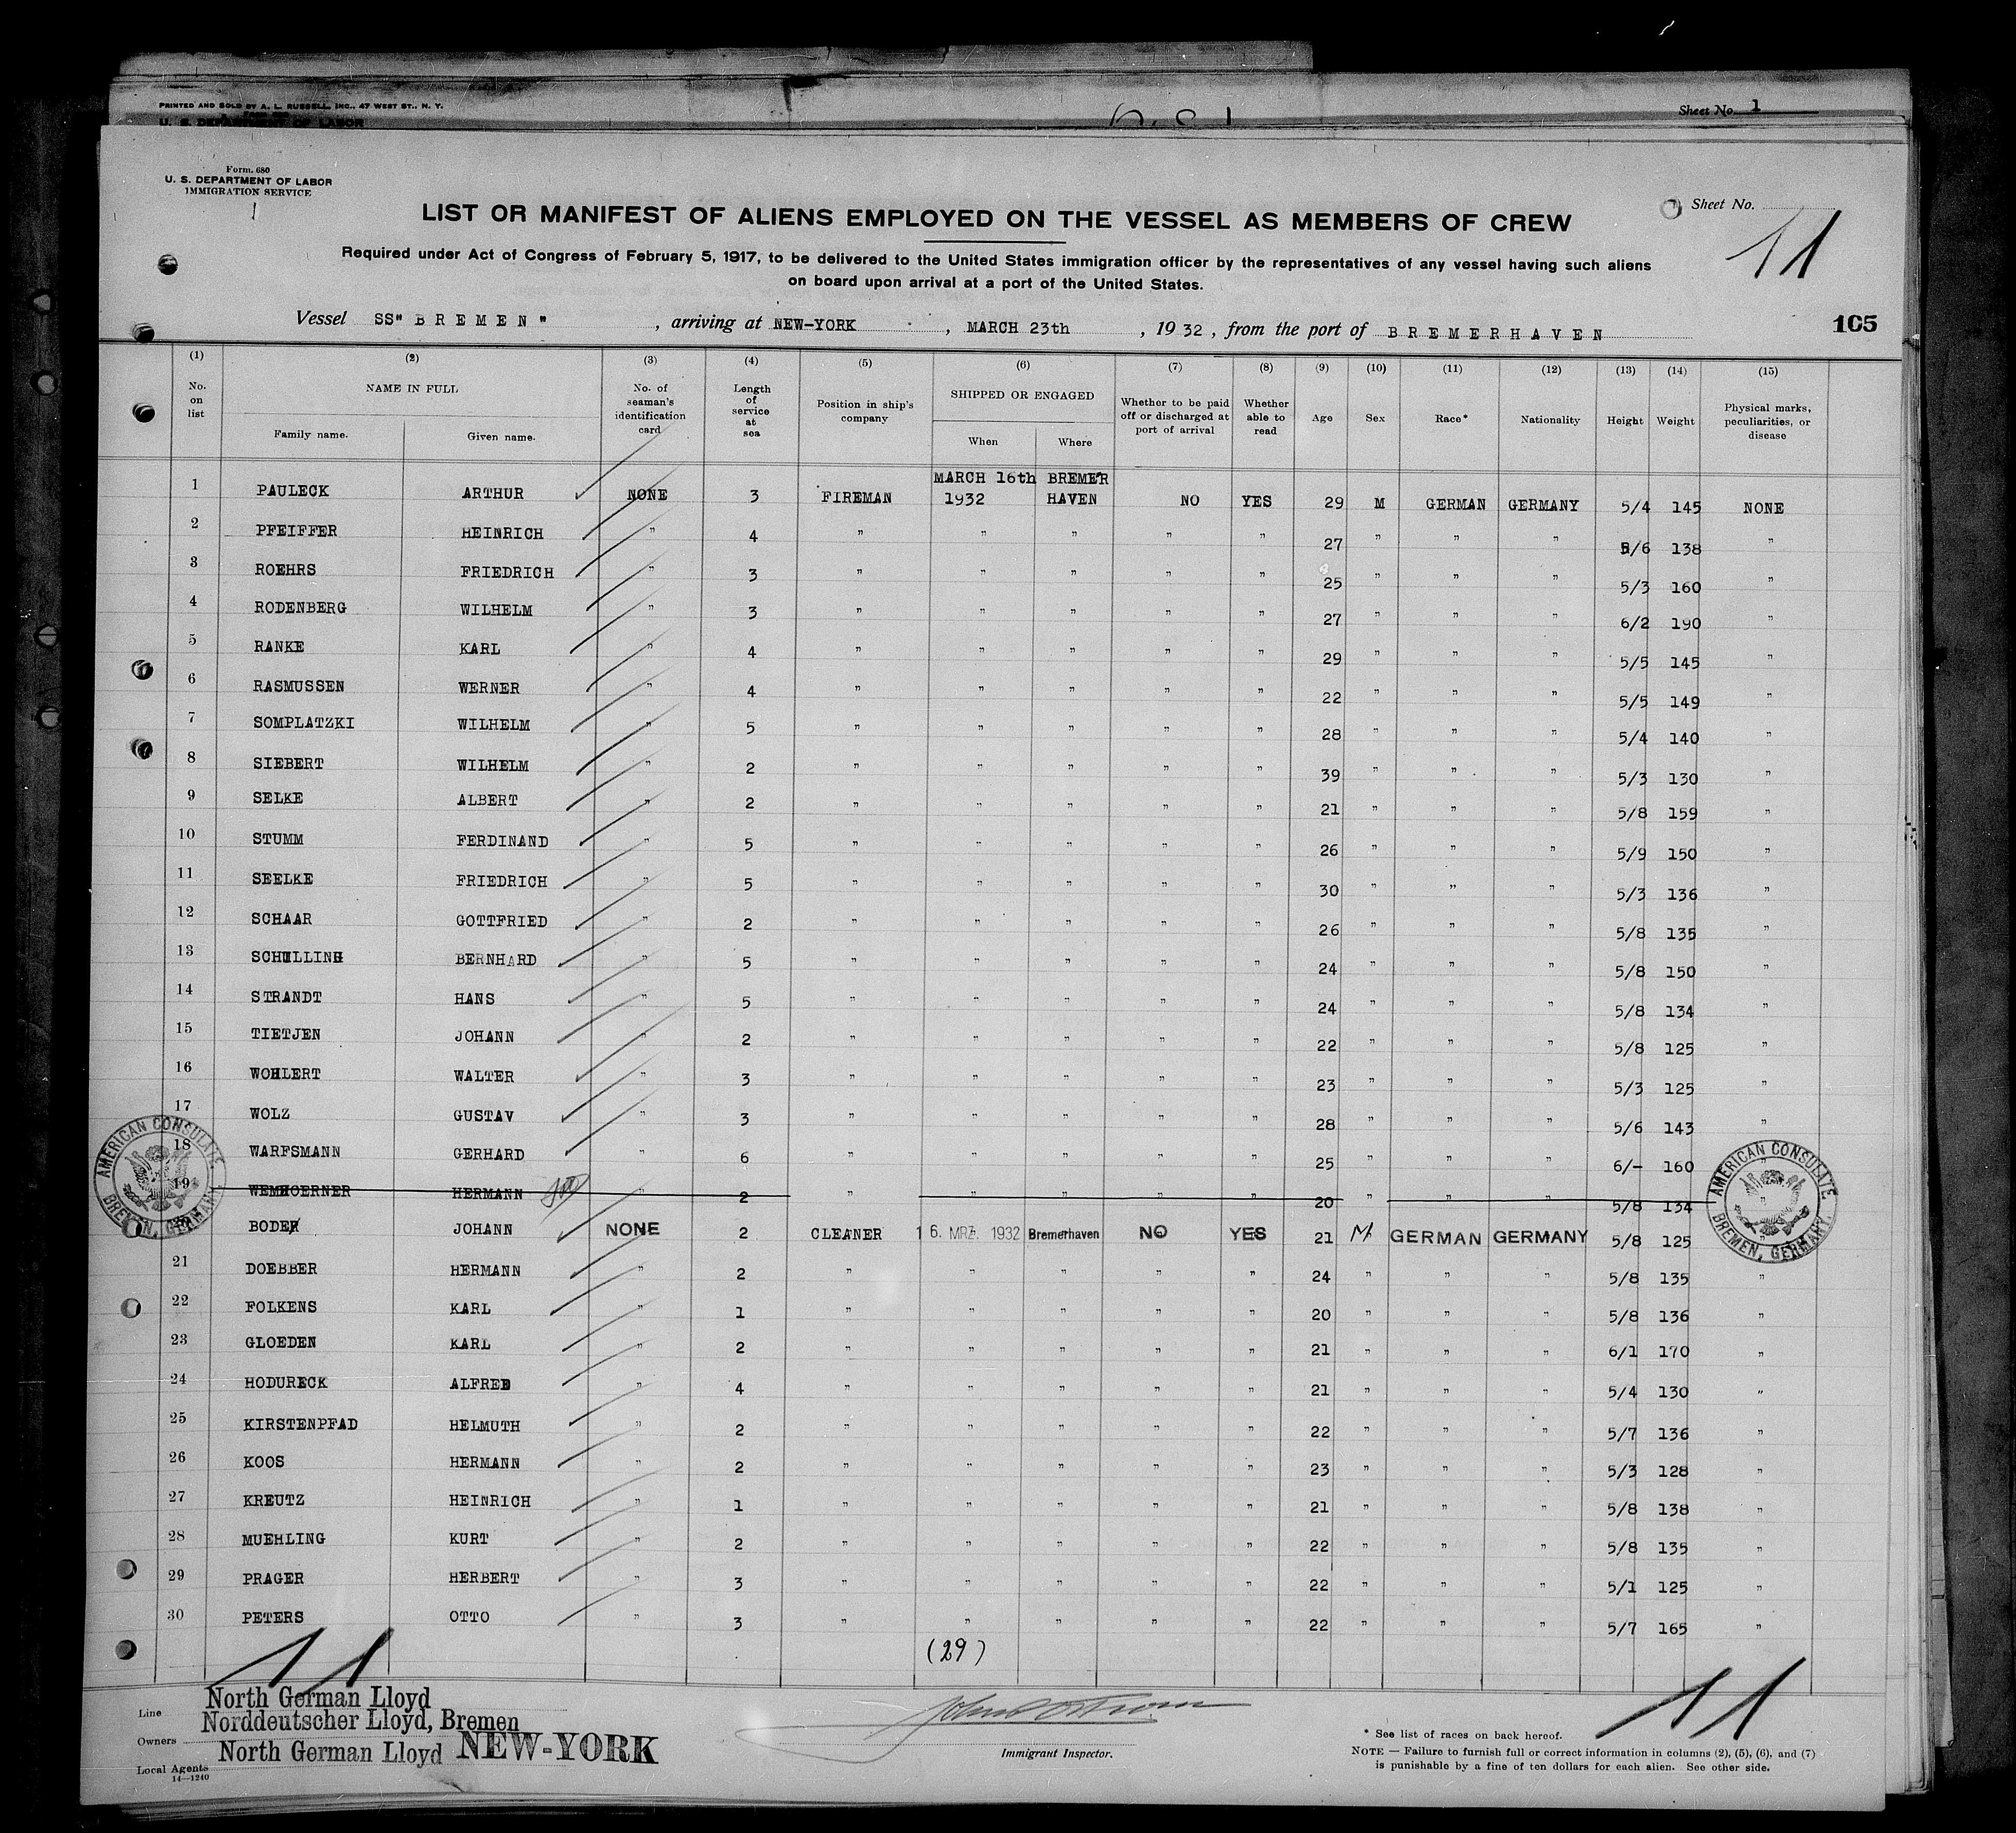 PRINTED AND SOLD BY A. L. RUSSELL, INC., 47 WEST ST., N. Y.
U. S. DEPARTMENT OF LABOR
Sheet No. 1
Form. 680
U. S. DEPARTMENT OF LABOR
IMMIGRATION SERVICE
Sheet No.
11
LIST OR MANIFEST OF ALIENS EMPLOYED ON THE VESSEL AS MEMBERS OF CREW
Required under Act of Congress of February 5, 1917, to be delivered to the United States immigration officer by the representatives of any vessel having such aliens
on board upon arrival at a port of the United States.
Vessel SS" BREMEN" , arriving at NEW-YORK , MARCH 23th , 1932 , from the port of BREMERHAVEN 105
(1) (2) (3) (4) (5) (6) (7) (8) (9) (10) (11) (12) (13) (14) (15)
No. on list NAME IN FULL Family name. Given name. No. of seaman's identification card Length of service at sea Position in ship's company SHIPPED OR ENGAGED When Where Whether to be paid off or discharged at port of arrival Whether able to read Age Sex Race* Nationality Height Weight Physical marks, peculiarities, or disease
1 PAULECK ARTHUR NONE 3 FIREMAN MARCH 16th 1932 BREMER HAVEN NO YES 29 M GERMAN GERMANY 5/4 145 NONE
2 PFEIFFER HEINRICH " 4 " " " " " 27 " " " 5/6 138 "
3 ROEHRS FRIEDRICH " 3 " " " " " 25 " " " 5/3 160 "
4 RODENBERG WILHELM " 3 " " " " " 27 " " " 6/2 190 "
5 RANKE KARL " 4 " " " " " 29 " " " 5/5 145 "
6 RASMUSSEN WERNER " 4 " " " " " 22 " " " 5/5 149 "
7 SOMPLATZKI WILHELM " 5 " " " " " 28 " " " 5/4 140 "
8 SIEBERT WILHELM " 2 " " " " " 39 " " " 5/3 130 "
9 SELKE ALBERT " 2 " " " " " 21 " " " 5/8 159 "
10 STUMM FERDINAND " 5 " " " " " 26 " " " 5/9 150 "
11 SEELKE FRIEDRICH " 5 " " " " " 30 " " " 5/3 136 "
12 SCHAAR GOTTFRIED " 2 " " " " " 26 " " " 5/8 135 "
13 SCHILLING BERNHARD " 5 " " " " " 24 " " " 5/8 150 "
14 STRANDT HANS " 5 " " " " " 24 " " " 5/8 134 "
15 TIETJEN JOHANN " 2 " " " " " 22 " " " 5/8 125 "
16 WOHLERT WALTER " 3 " " " " " 23 " " " 5/3 125 "
17 WOLZ GUSTAV " 3 " " " " " 28 " " " 5/6 143 "
18 WARFSMANN GERHARD " 6 " " " " " 25 " " " 6/- 160 "
19 WEMHOERNER HERMANN " 2 " " " " " 20 " " " 5/8 134 "
BODE JOHANN NONE 2 CLEANER 16. MRZ. 1932 Bremerhaven NO YES 21 M GERMAN GERMANY 5/8 125
21 DOEBBER HERMANN " 2 " " " " " 24 " " " 5/8 135 "
22 FOLKENS KARL " 1 " " " " " 20 " " " 5/8 136 "
23 GLOEDEN KARL " 2 " " " " " 21 " " " 6/1 170 "
24 HODURECK ALFRED " 4 " " " " " 21 " " " 5/4 130 "
25 KIRSTENPFAD HELMUTH " 2 " " " " " 22 " " " 5/7 136 "
26 KOOS HERMANN " 2 " " " " " 23 " " " 5/3 128 "
27 KREUTZ HEINRICH " 1 " " " " " 21 " " " 5/8 138 "
28 MUEHLING KURT " 2 " " " " " 22 " " " 5/8 135 "
29 PRAGER HERBERT " 3 " " " " " 22 " " " 5/1 125 "
30 PETERS OTTO " 3 " " " " " 22 " " " 5/7 165 "
AMERICAN CONSULATE BREMEN, GERMANY.
AMERICAN CONSULATE BREMEN, GERMANY.
(29)
11
11
Line North German Lloyd
Owners Norddeutscher Lloyd, Bremen
Local Agents North German Lloyd NEW-YORK
14—1240
Immigrant Inspector.
* See list of races on back hereof.
NOTE — Failure to furnish full or correct information in columns (2), (5), (6), and (7)
is punishable by a fine of ten dollars for each alien. See other side.